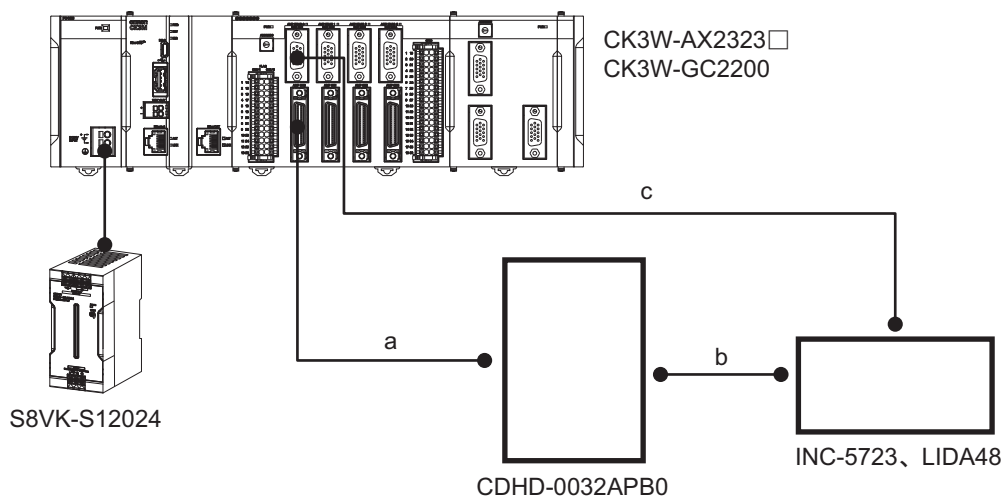 CK3W-AX2323□
CK3W-GC2200
c
a
b
S8VK-S12024
INC-5723、LIDA48
CDHD-0032APB0